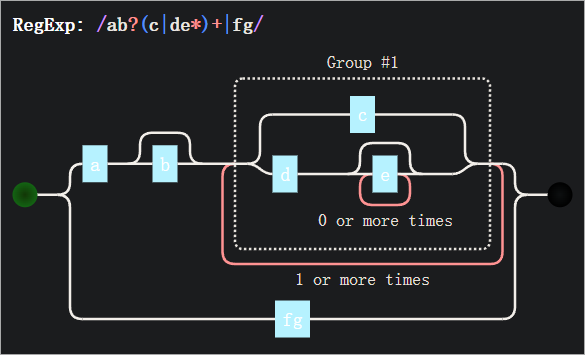 RegExp: /ab?(c|de*)+|fg/
Group #1
c
a
b
d
e
0 or more times
1 or more times
fg